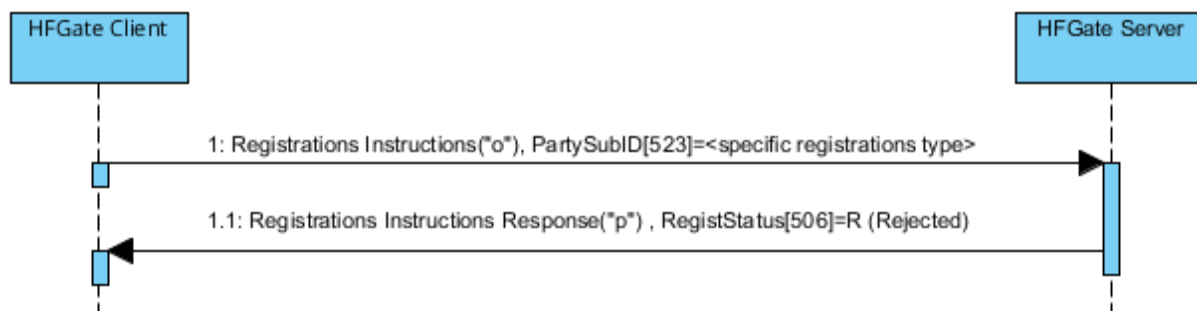 HFGate Client
HFGate Server
1: Registrations Instructions("o"), PartySubID[523]=<specific registrations type>
1.1: Registrations Instructions Response("p") , RegistStatus[506]=R (Rejected)